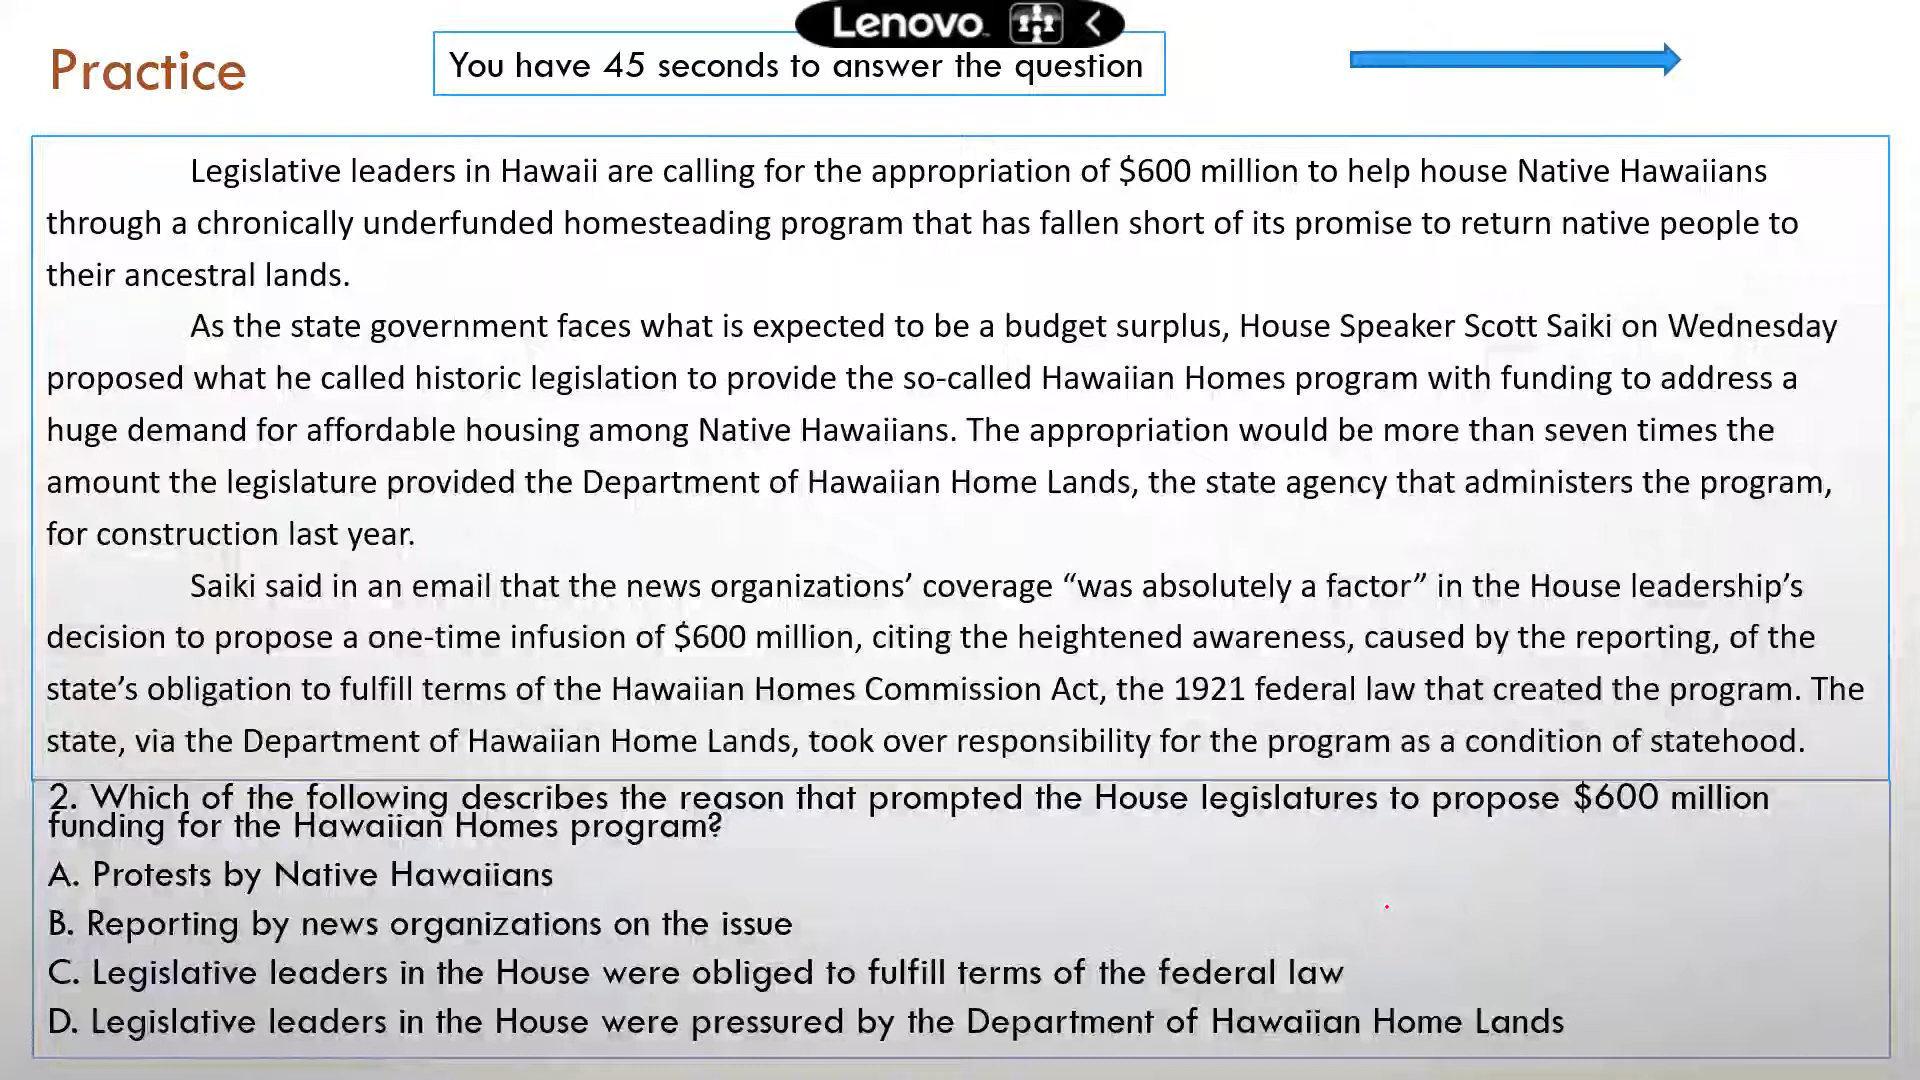 Lenovo
Practice
You have 45 seconds to answer the question
Legislative leaders in Hawaii are calling for the appropriation of $600 million to help house Native Hawaiians
through a chronically underfunded homesteading program that has fallen short of its promise to return native people to
their ancestral lands.
As the state government faces what is expected to be a budget surplus, House Speaker Scott Saiki on Wednesday
proposed what he called historic legislation to provide the so-called Hawaiian Homes program with funding to address a
huge demand for affordable housing among Native Hawaiians. The appropriation would be more than seven times the
amount the legislature provided the Department of Hawaiian Home Lands, the state agency that administers the program,
for construction last year.
Saiki said in an email that the news organizations’ coverage “was absolutely a factor” in the House leadership’s
decision to propose a one-time infusion of $600 million, citing the heightened awareness, caused by the reporting, of the
state’s obligation to fulfill terms of the Hawaiian Homes Commission Act, the 1921 federal law that created the program. The
state, via the Department of Hawaiian Home Lands, took over responsibility for the program as a condition of statehood.
2. Which of the following describes the reason that prompted the House legislatures to propose $600 million
funding for the Hawaiian Homes program?
A. Protests by Native Hawaiians
B. Reporting by news organizations on the issue
C. Legislative leaders in the House were obliged to fulfill terms of the federal law
D. Legislative leaders in the House were pressured by the Department of Hawaiian Home Lands